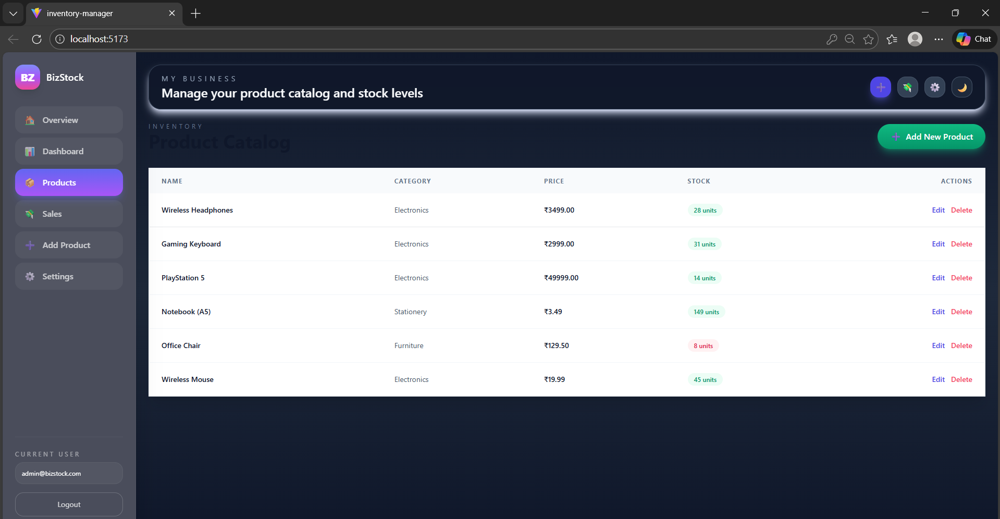 inventory-manager
localhost:5173
Chat
BZ BizStock
Overview
Dashboard
Products
Sales
Add Product
Settings
CURRENT USER
admin@bizstock.com
Logout
MY BUSINESS
Manage your product catalog and stock levels
INVENTORY
Product Catalog
Add New Product
NAME CATEGORY PRICE STOCK ACTIONS
Wireless Headphones Electronics ₹3499.00 28 units Edit Delete
Gaming Keyboard Electronics ₹2999.00 31 units Edit Delete
PlayStation 5 Electronics ₹49999.00 14 units Edit Delete
Notebook (A5) Stationery ₹3.49 149 units Edit Delete
Office Chair Furniture ₹129.50 8 units Edit Delete
Wireless Mouse Electronics ₹19.99 45 units Edit Delete